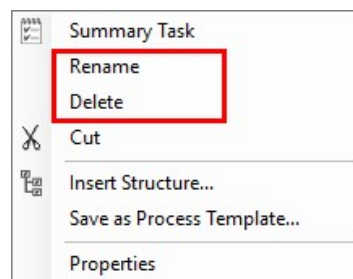 Summary Task
Rename
Delete
Cut
Insert Structure...
Save as Process Template...
Properties